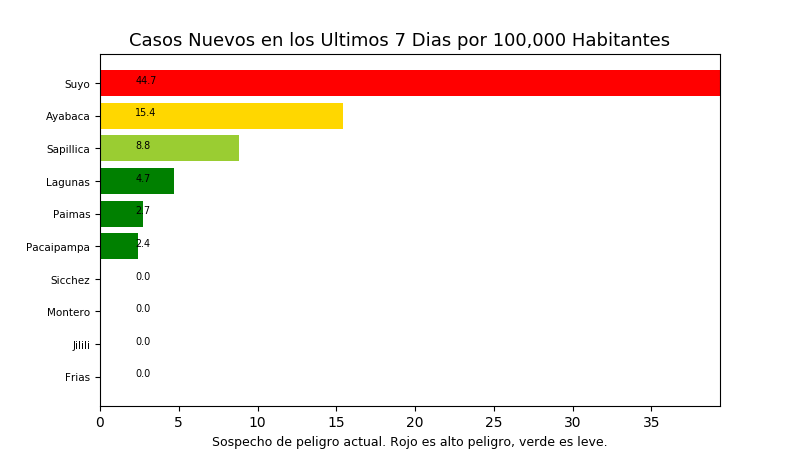 Casos Nuevos en los Ultimos 7 Dias por 100,000 Habitantes
Suyo 44.7
Ayabaca 15.4
Sapillica 8.8
Lagunas 4.7
Paimas 2.7
Pacaipampa 2.4
Sicchez 0.0
Montero 0.0
Jilili 0.0
Frias 0.0
0 5 10 15 20 25 30 35
Sospecho de peligro actual. Rojo es alto peligro, verde es leve.